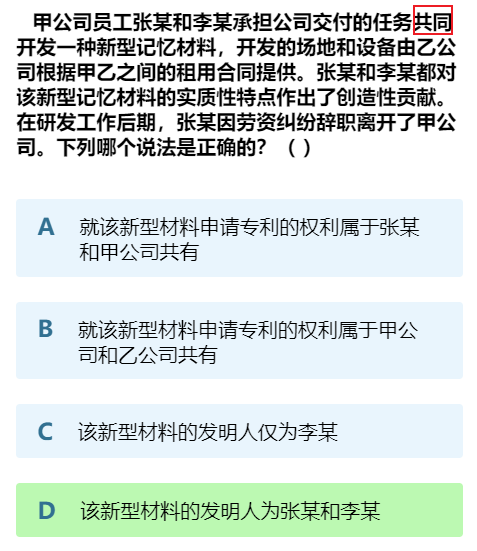 甲公司员工张某和李某承担公司交付的任务共同
开发一种新型记忆材料，开发的场地和设备由乙公
司根据甲乙之间的租用合同提供。张某和李某都对
该新型记忆材料的实质性特点作出了创造性贡献。
在研发工作后期，张某因劳资纠纷辞职离开了甲公
司。下列哪个说法是正确的？（ ）
A 就该新型材料申请专利的权利属于张某
和甲公司共有
B 就该新型材料申请专利的权利属于甲公
司和乙公司共有
C 该新型材料的发明人仅为李某
D 该新型材料的发明人为张某和李某